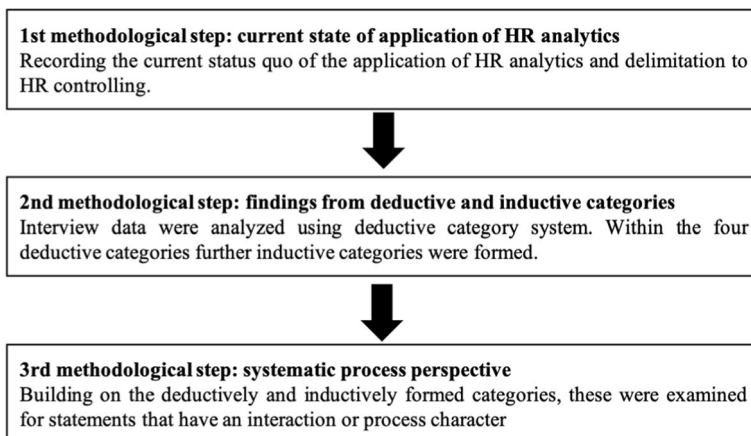 1st methodological step: current state of application of HR analytics
Recording the current status quo of the application of HR analytics and delimitation to
HR controlling.
2nd methodological step: findings from deductive and inductive categories
Interview data were analyzed using deductive category system. Within the four
deductive categories further inductive categories were formed.
3rd methodological step: systematic process perspective
Building on the deductively and inductively formed categories, these were examined
for statements that have an interaction or process character